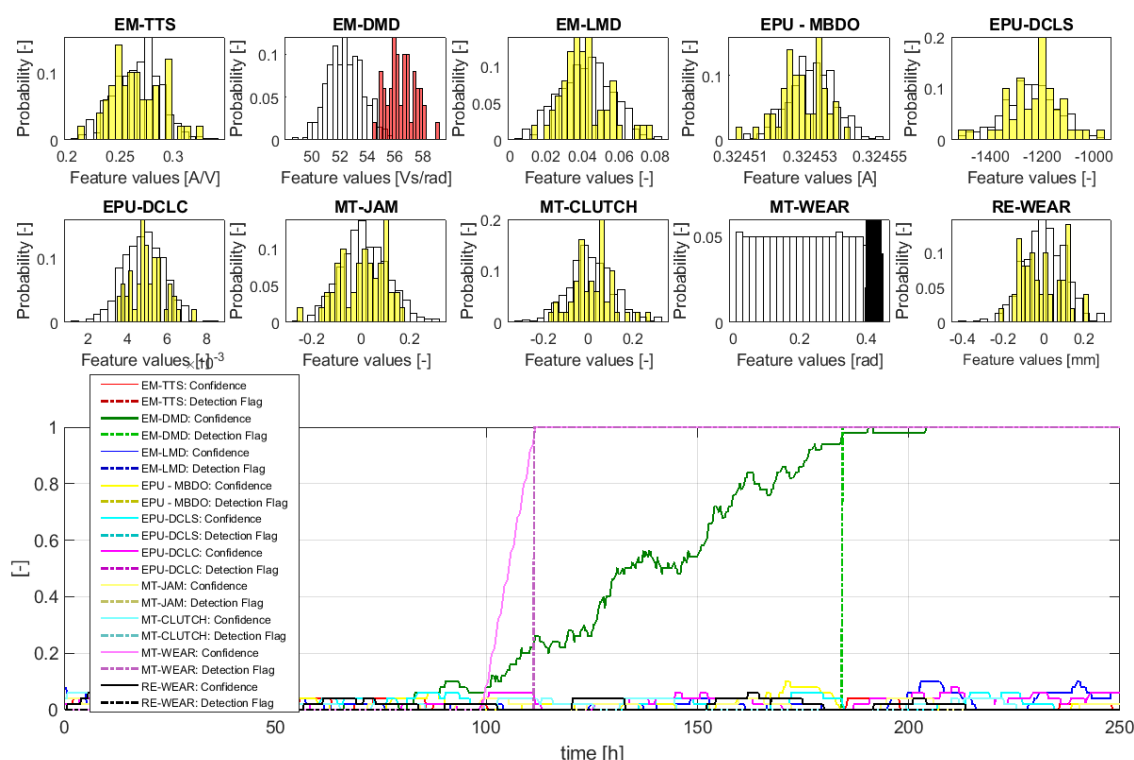 EM-TTS
EM-DMD
EM-LMD
EPU - MBDO
EPU-DCLS
Probability [-]
0.1
0
0.2 0.25 0.3
Feature values [A/V]
Probability [-]
0.1
0.05
0
50 52 54 56 58
Feature values [Vs/rad]
Probability [-]
0.15
0.1
0.05
0
0 0.02 0.04 0.06 0.08
Feature values [-]
Probability [-]
0.1
0
0.32451 0.32453 0.32455
Feature values [A]
Probability [-]
0.2
0.1
0
-1400 -1200 -1000
Feature values [-]
EPU-DCLC
MT-JAM
MT-CLUTCH
MT-WEAR
RE-WEAR
Probability [-]
0.1
0
2 4 6 8
Feature values [-]
Probability [-]
0.1
0
-0.2 0 0.2
Feature values [-]
Probability [-]
0.2
0.1
0
-0.2 0 0.2
Feature values [-]
Probability [-]
0.05
0
0 0.2 0.4
Feature values [rad]
Probability [-]
0.15
0.1
0.05
0
-0.4 -0.2 0 0.2
Feature values [mm]
EM-TTS: Confidence
EM-TTS: Detection Flag
EM-DMD: Confidence
EM-DMD: Detection Flag
EM-LMD: Confidence
EM-LMD: Detection Flag
EPU - MBDO: Confidence
EPU - MBDO: Detection Flag
EPU-DCLS: Confidence
EPU-DCLS: Detection Flag
EPU-DCLC: Confidence
EPU-DCLC: Detection Flag
MT-JAM: Confidence
MT-JAM: Detection Flag
MT-CLUTCH: Confidence
MT-CLUTCH: Detection Flag
MT-WEAR: Confidence
MT-WEAR: Detection Flag
RE-WEAR: Confidence
RE-WEAR: Detection Flag
[-]
1
0.8
0.6
0.4
0.2
0
0 50 100 150 200 250
time [h]